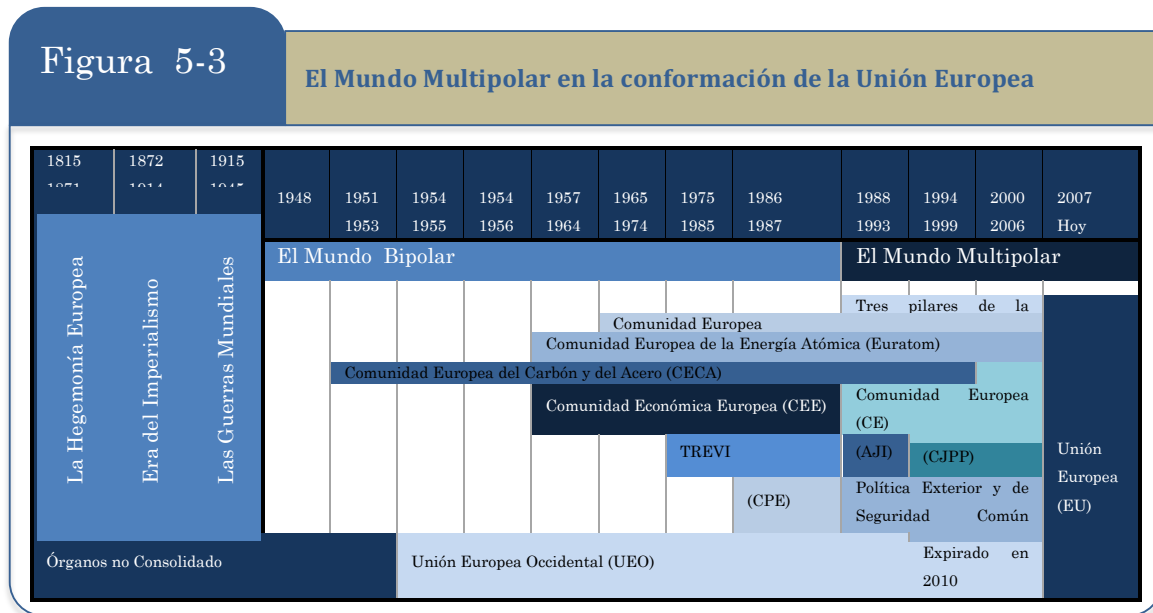 Figura 5-3
El Mundo Multipolar en la conformación de la Unión Europea
1815 1872 1915
1871 1914 1945
1948 1951 1954 1954 1957 1965 1975 1986 1988 1994 2000 2007
1953 1955 1956 1964 1974 1985 1987 1993 1999 2006 Hoy
La Hegemonía Europea
Era del Imperialismo
Las Guerras Mundiales
El Mundo Bipolar
El Mundo Multipolar
Tres pilares de la
Comunidad Europea
Comunidad Europea de la Energía Atómica (Euratom)
Comunidad Europea del Carbón y del Acero (CECA)
Comunidad Económica Europea (CEE)
Comunidad Europea
(CE)
TREVI
(AJI)
(CJPP)
(CPE)
Política Exterior y de
Seguridad Común
Unión
Europea
(EU)
Órganos no Consolidado
Unión Europea Occidental (UEO)
Expirado en
2010